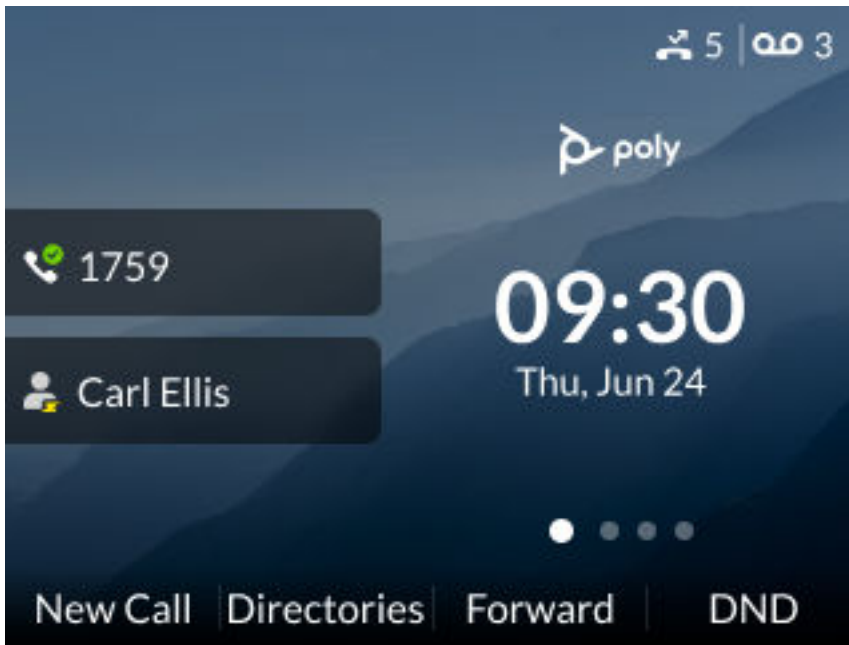 5 | 3
poly
1759
09:30
Carl Ellis
Thu, Jun 24
New Call Directories Forward DND